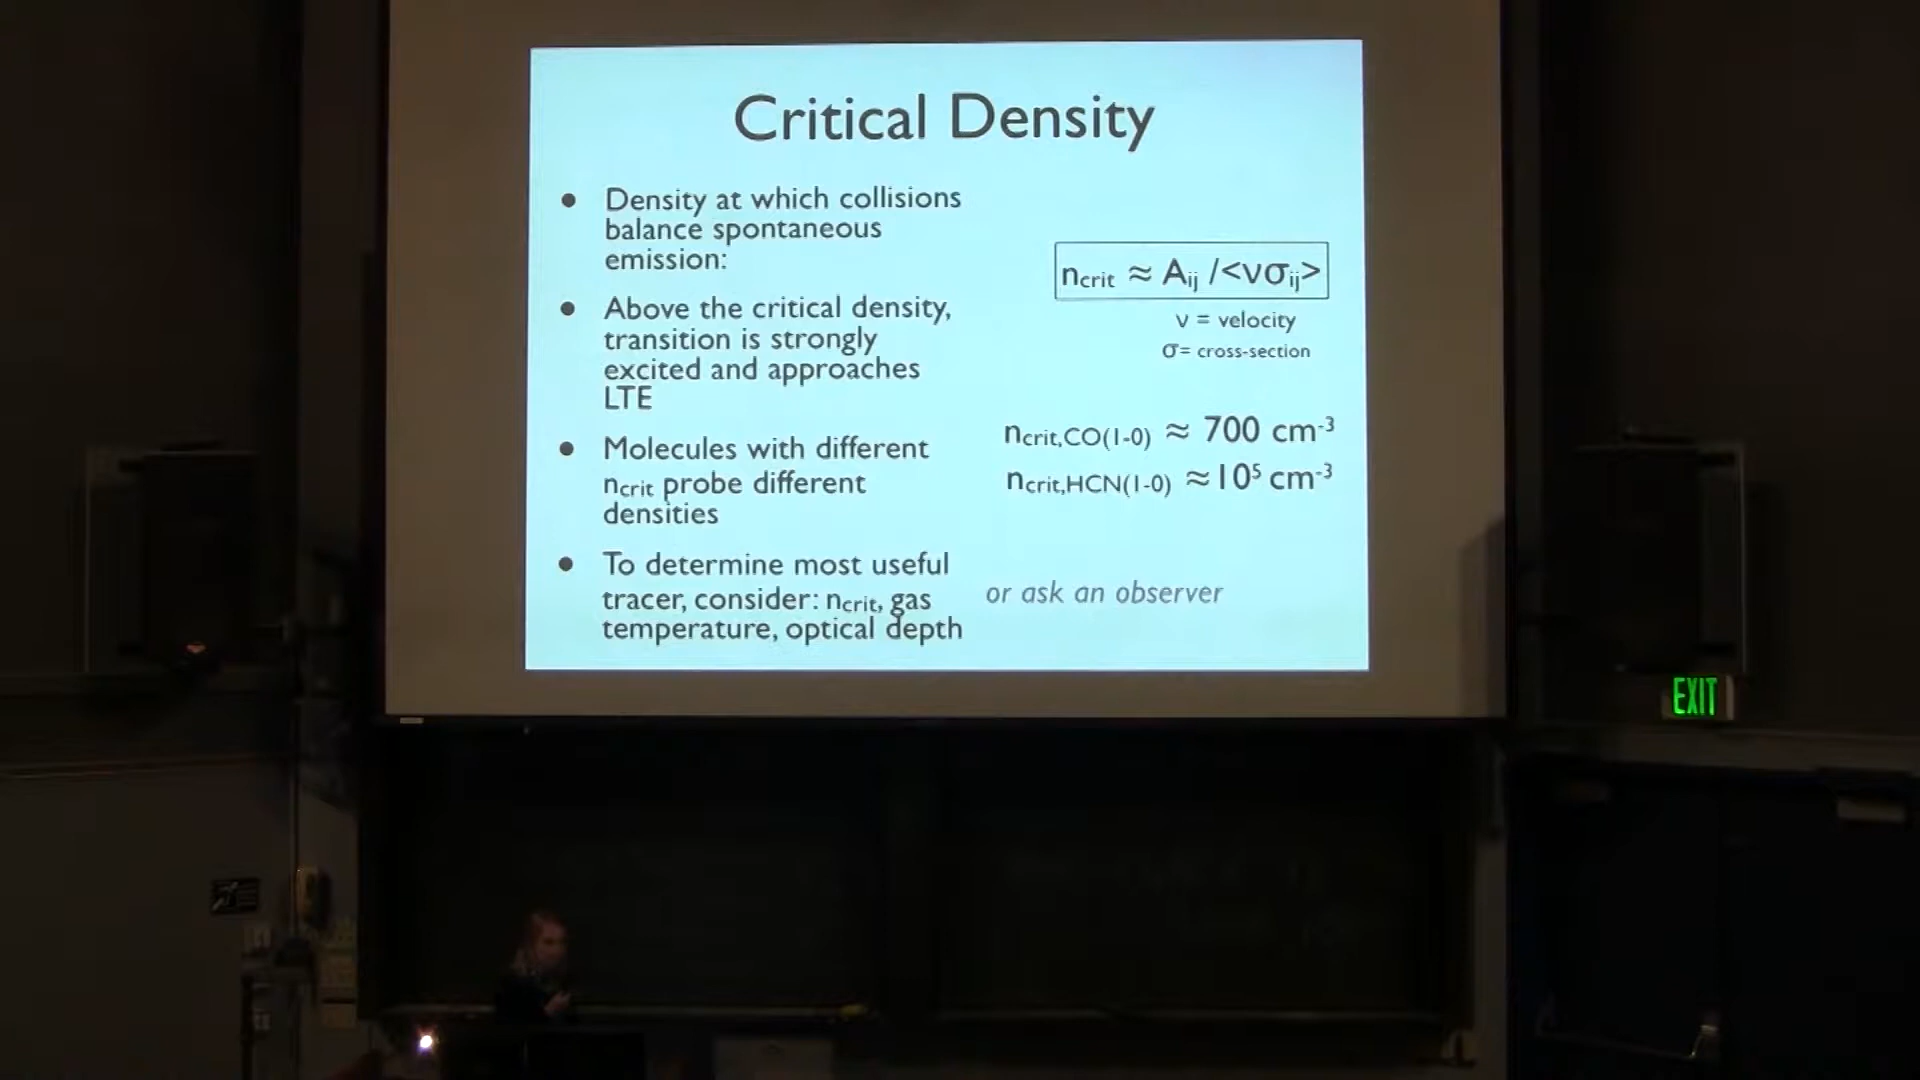 Critical Density
• Density at which collisions
balance spontaneous
emission:
• Above the critical density,
transition is strongly
excited and approaches
LTE
• Molecules with different
ncrit probe different
densities
• To determine most useful
tracer, consider: ncrit, gas
temperature, optical depth
ncrit ≈ Aij /<vσij>
v = velocity
σ= cross-section
ncrit,CO(1-0) ≈ 700 cm-3
ncrit,HCN(1-0) ≈10⁵ cm-3
or ask an observer
EXIT